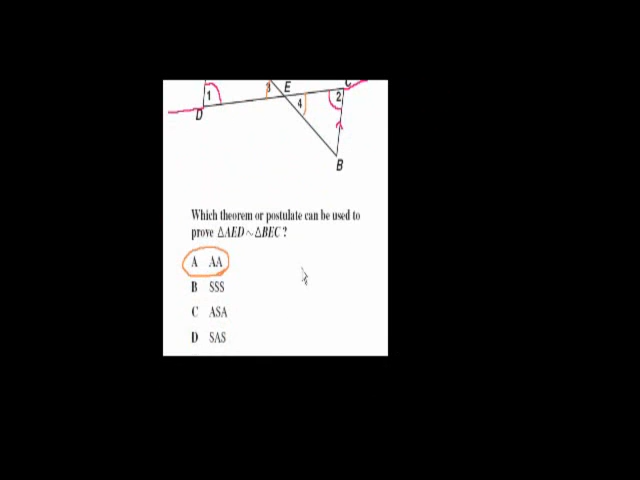 3 E C
1 4 2
D
B
Which theorem or postulate can be used to
prove △AED ~ △BEC ?
A AA
B SSS
C ASA
D SAS